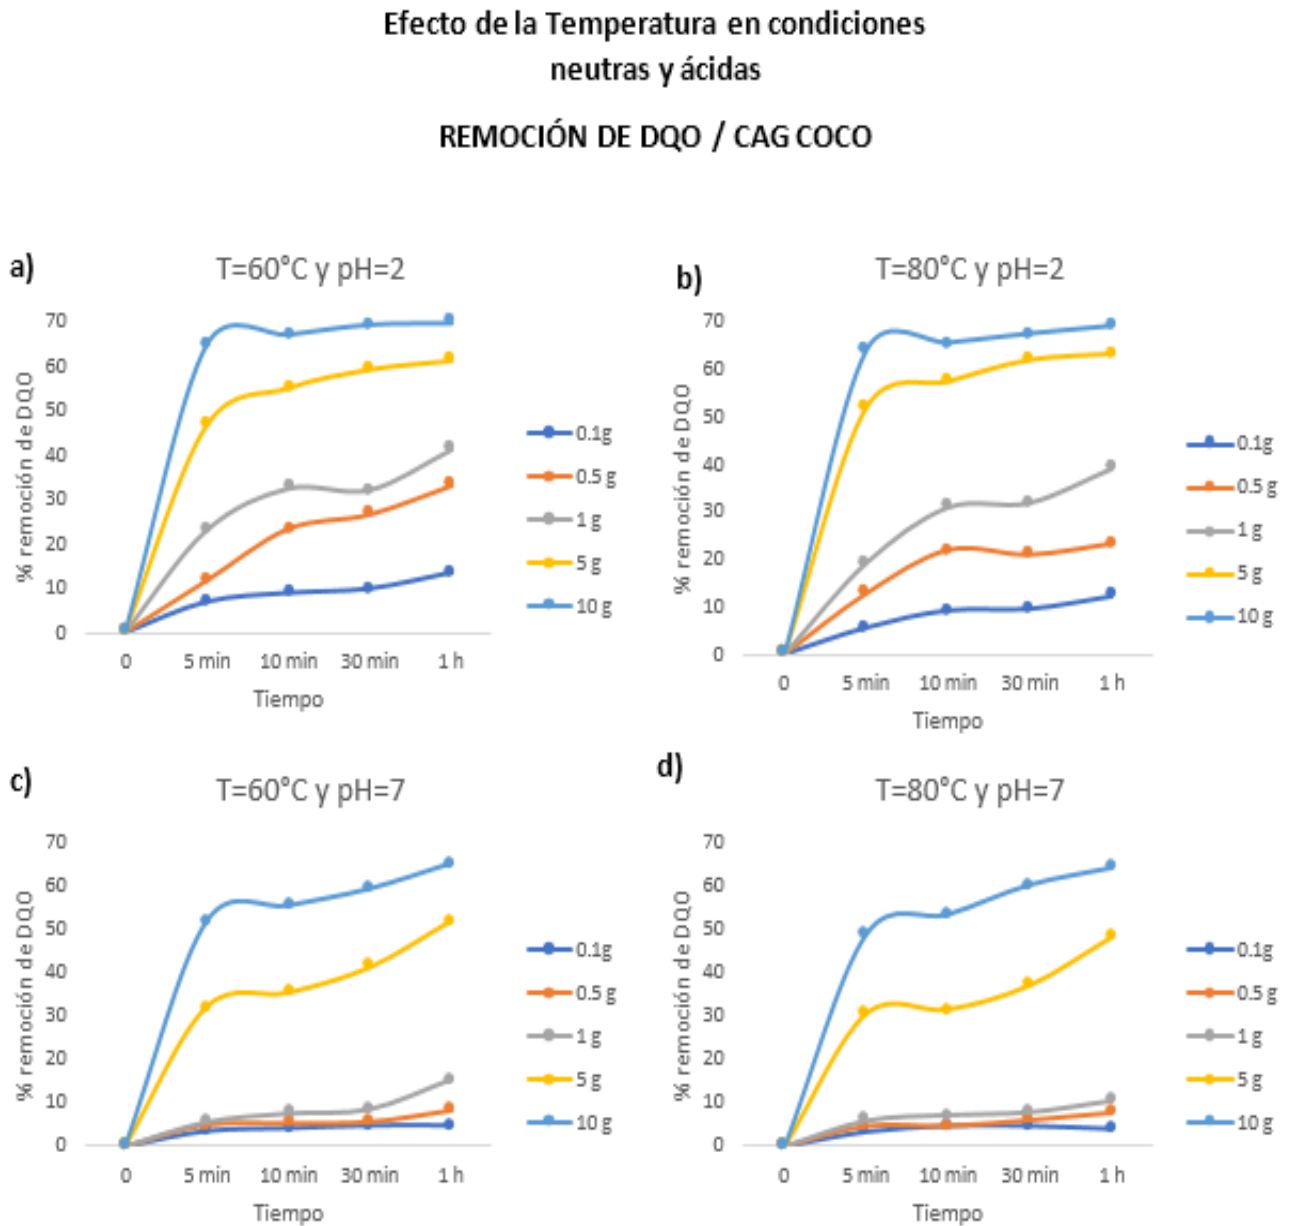 Efecto de la Temperatura en condiciones
neutras y ácidas
REMOCIÓN DE DQO / CAG COCO
a)
T=60°C y pH=2
% remoción de DQO
70
60
50
40
30
20
10
0
0 5 min 10 min 30 min 1 h
Tiempo
0.1g
0.5 g
1 g
5 g
10 g
b)
T=80°C y pH=2
% remoción de DQO
70
60
50
40
30
20
10
0
0 5 min 10 min 30 min 1 h
Tiempo
0.1g
0.5 g
1 g
5 g
10 g
c)
T=60°C y pH=7
% remoción de DQO
70
60
50
40
30
20
10
0
0 5 min 10 min 30 min 1 h
Tiempo
0.1g
0.5 g
1 g
5 g
10 g
d)
T=80°C y pH=7
% remoción de DQO
70
60
50
40
30
20
10
0
0 5 min 10 min 30 min 1 h
Tiempo
0.1g
0.5 g
1 g
5 g
10 g